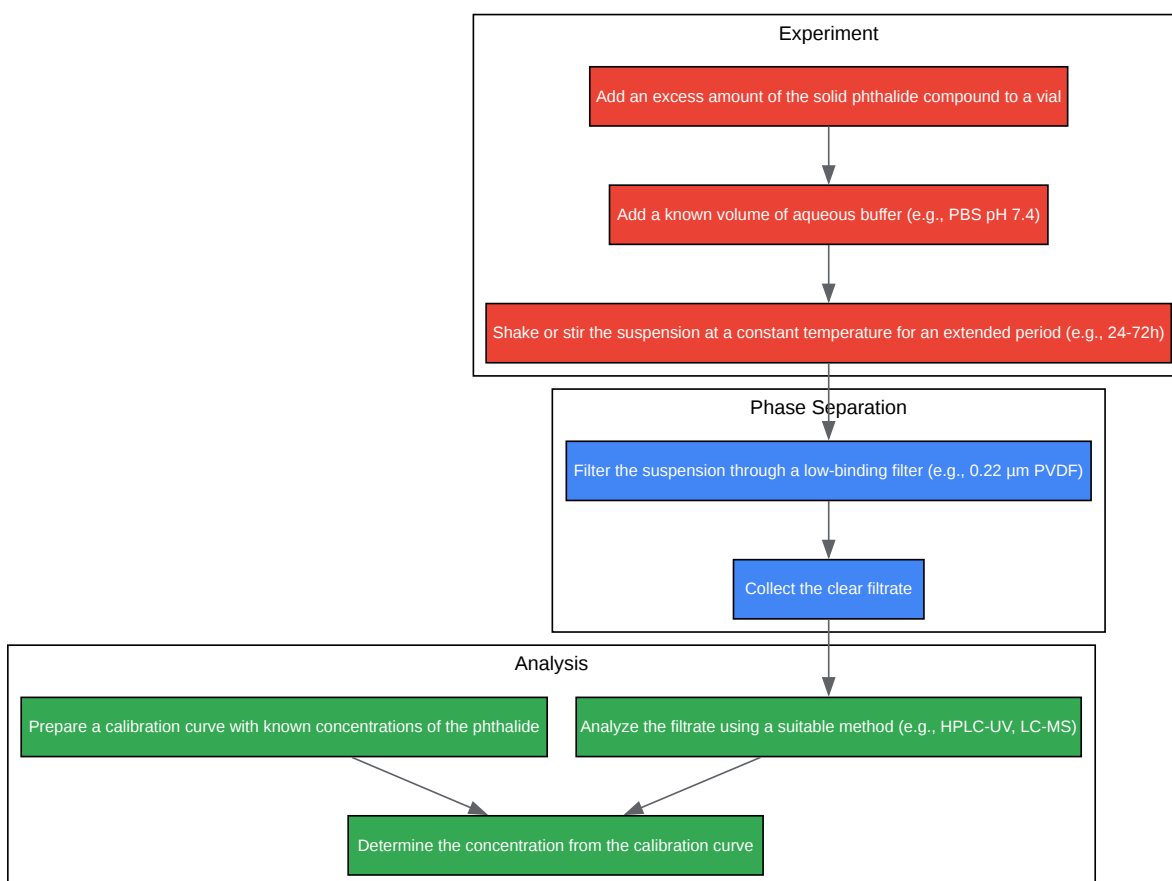 Experiment
Add an excess amount of the solid phthalide compound to a vial
Add a known volume of aqueous buffer (e.g., PBS pH 7.4)
Shake or stir the suspension at a constant temperature for an extended period (e.g., 24-72h)
Phase Separation
Filter the suspension through a low-binding filter (e.g., 0.22 µm PVDF)
Collect the clear filtrate
Analysis
Prepare a calibration curve with known concentrations of the phthalide
Analyze the filtrate using a suitable method (e.g., HPLC-UV, LC-MS)
Determine the concentration from the calibration curve